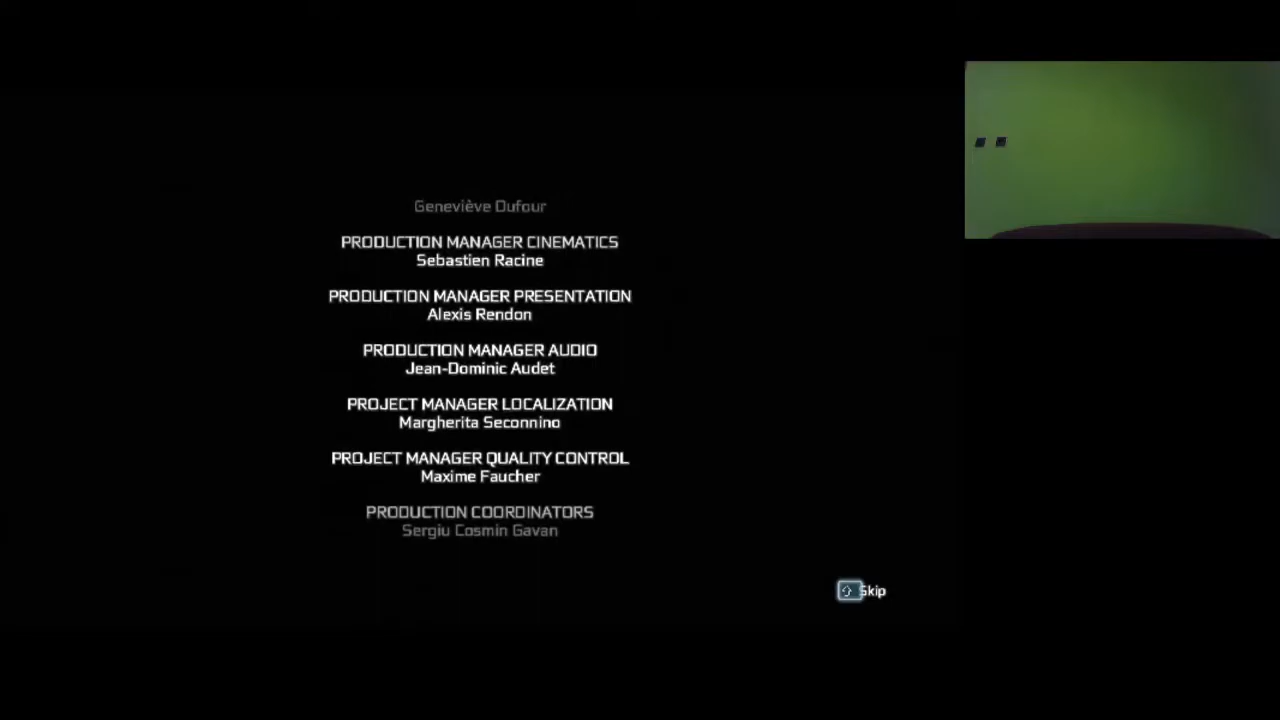 Geneviève Dufour
PRODUCTION MANAGER CINEMATICS
Sebastien Racine
PRODUCTION MANAGER PRESENTATION
Alexis Rendon
PRODUCTION MANAGER AUDIO
Jean-Dominic Audet
PROJECT MANAGER LOCALIZATION
Margherita Seconnino
PROJECT MANAGER QUALITY CONTROL
Maxime Faucher
PRODUCTION COORDINATORS
Sergiu Cosmin Gavan
Skip